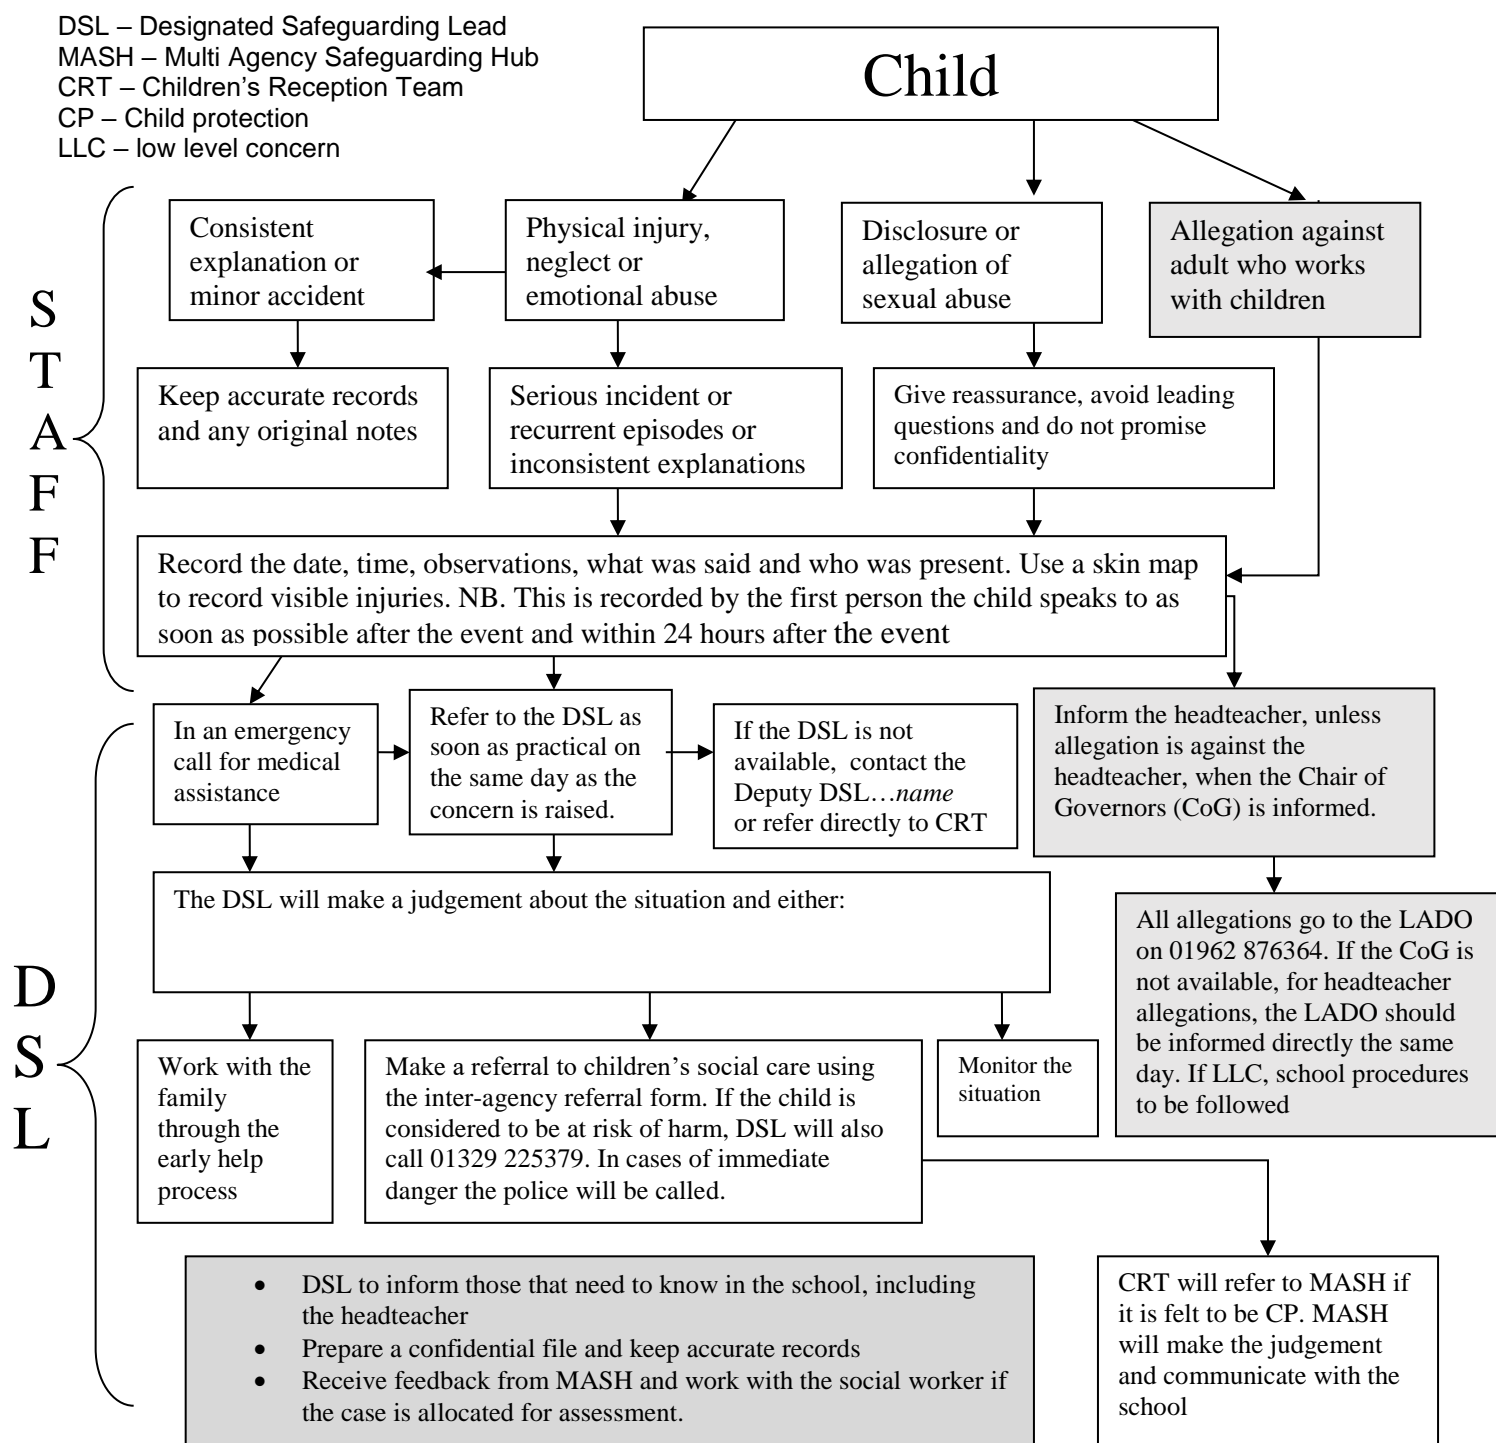 DSL – Designated Safeguarding Lead
MASH – Multi Agency Safeguarding Hub
CRT – Children's Reception Team
CP – Child protection
LLC – low level concern
Child
S
T
A
F
F
Consistent
explanation or
minor accident
Physical injury,
neglect or
emotional abuse
Disclosure or
allegation of
sexual abuse
Allegation against
adult who works
with children
Keep accurate records
and any original notes
Serious incident or
recurrent episodes or
inconsistent explanations
Give reassurance, avoid leading
questions and do not promise
confidentiality
Record the date, time, observations, what was said and who was present. Use a skin map
to record visible injuries. NB. This is recorded by the first person the child speaks to as
soon as possible after the event and within 24 hours after the event
D
S
L
In an emergency
call for medical
assistance
Refer to the DSL as
soon as practical on
the same day as the
concern is raised.
If the DSL is not
available,  contact the
Deputy DSL…name
or refer directly to CRT
Inform the headteacher, unless
allegation is against the
headteacher, when the Chair of
Governors (CoG) is informed.
The DSL will make a judgement about the situation and either:
All allegations go to the LADO
on 01962 876364. If the CoG is
not available, for headteacher
allegations, the LADO should
be informed directly the same
day. If LLC, school procedures
to be followed
Work with the
family
through the
early help
process
Make a referral to children's social care using
the inter-agency referral form. If the child is
considered to be at risk of harm, DSL will also
call 01329 225379. In cases of immediate
danger the police will be called.
Monitor the
situation
• DSL to inform those that need to know in the school, including
the headteacher
• Prepare a confidential file and keep accurate records
• Receive feedback from MASH and work with the social worker if
the case is allocated for assessment.
CRT will refer to MASH if
it is felt to be CP. MASH
will make the judgement
and communicate with the
school